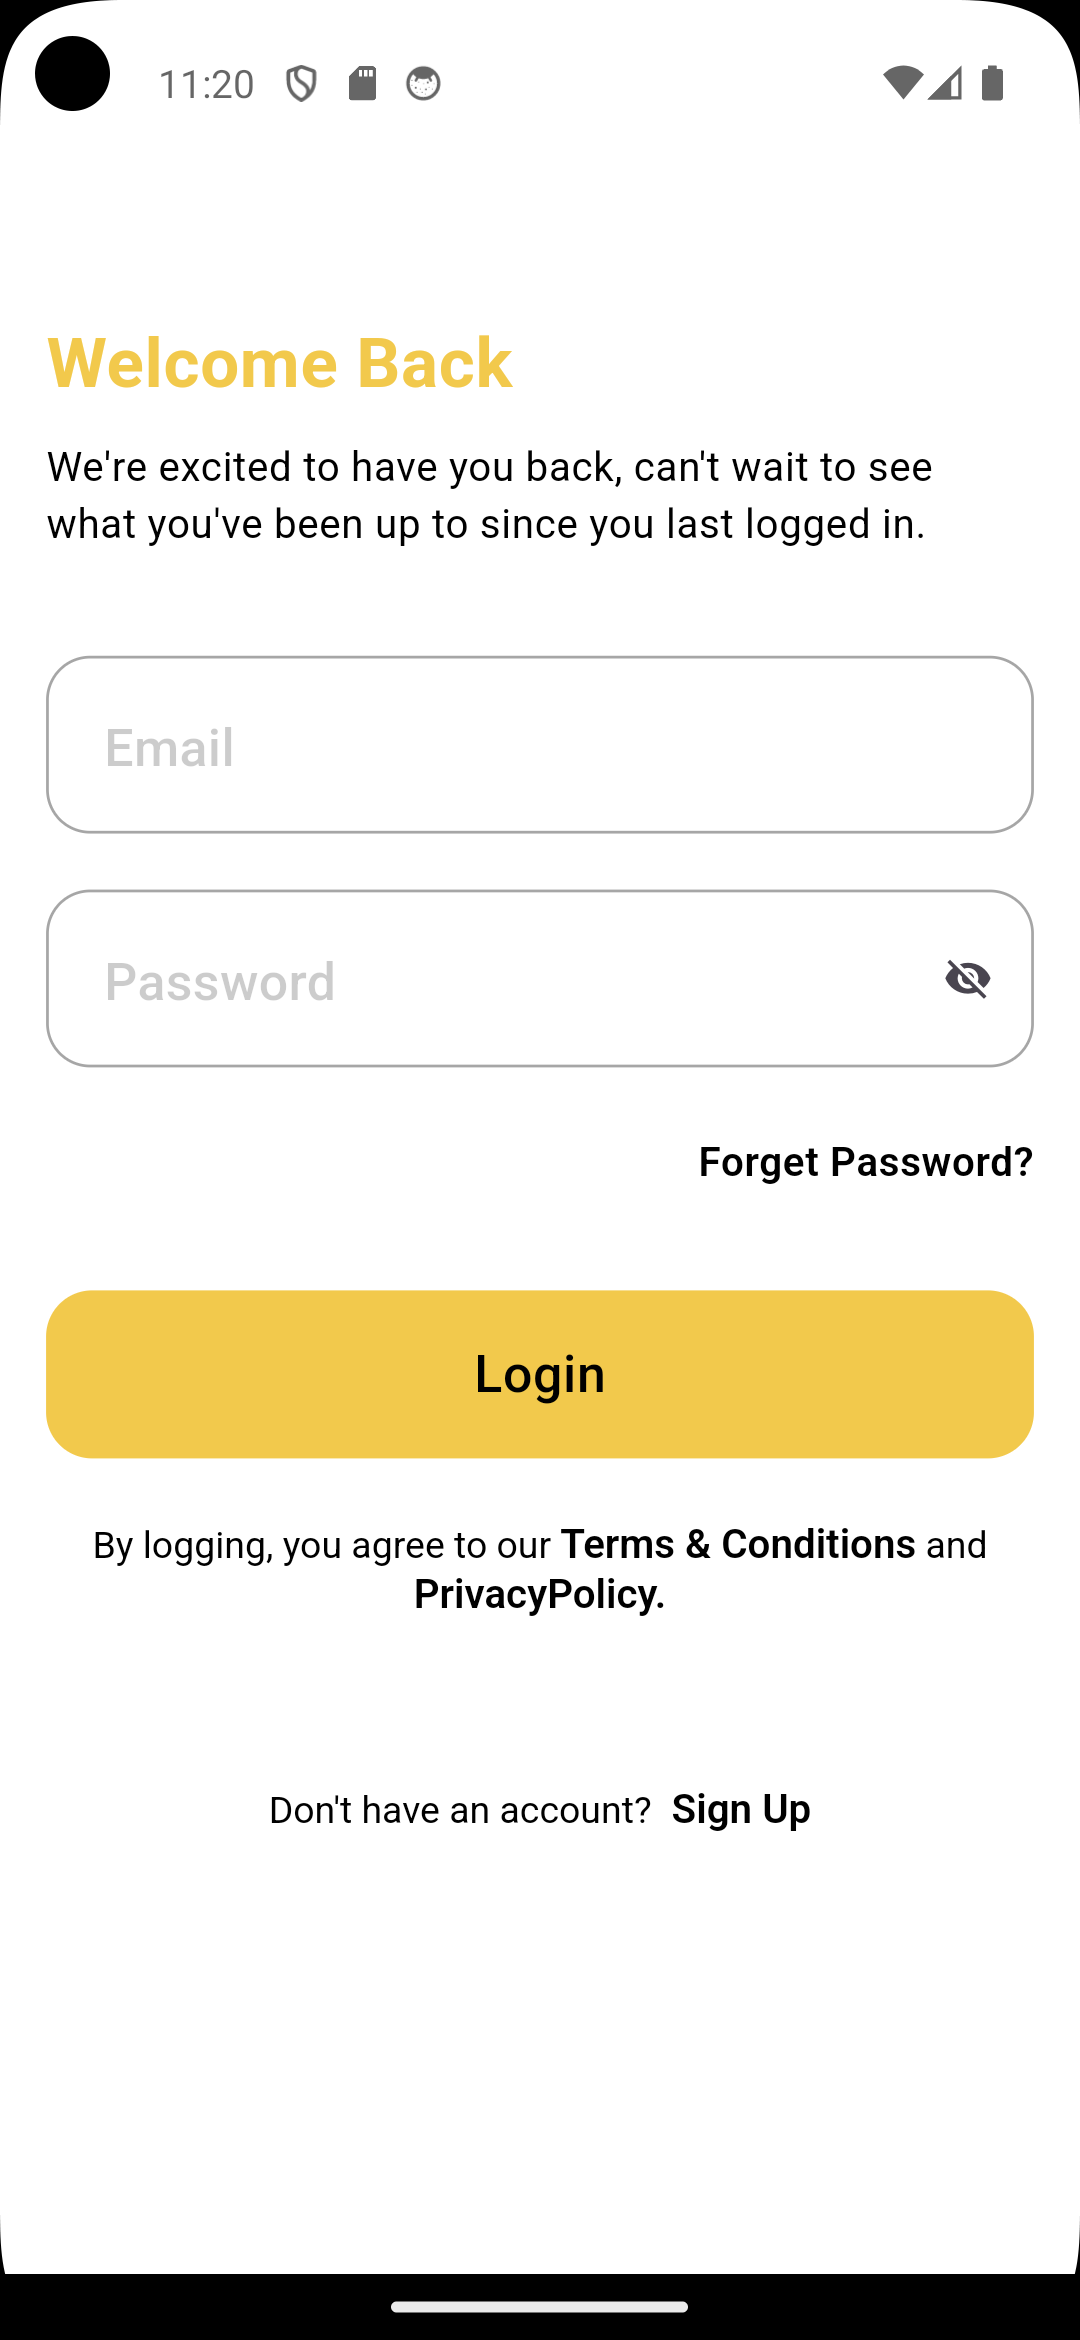 11:20
Welcome Back
We're excited to have you back, can't wait to see
what you've been up to since you last logged in.
Email
Password
Forget Password?
Login
By logging, you agree to our Terms & Conditions and
PrivacyPolicy.
Don't have an account? Sign Up